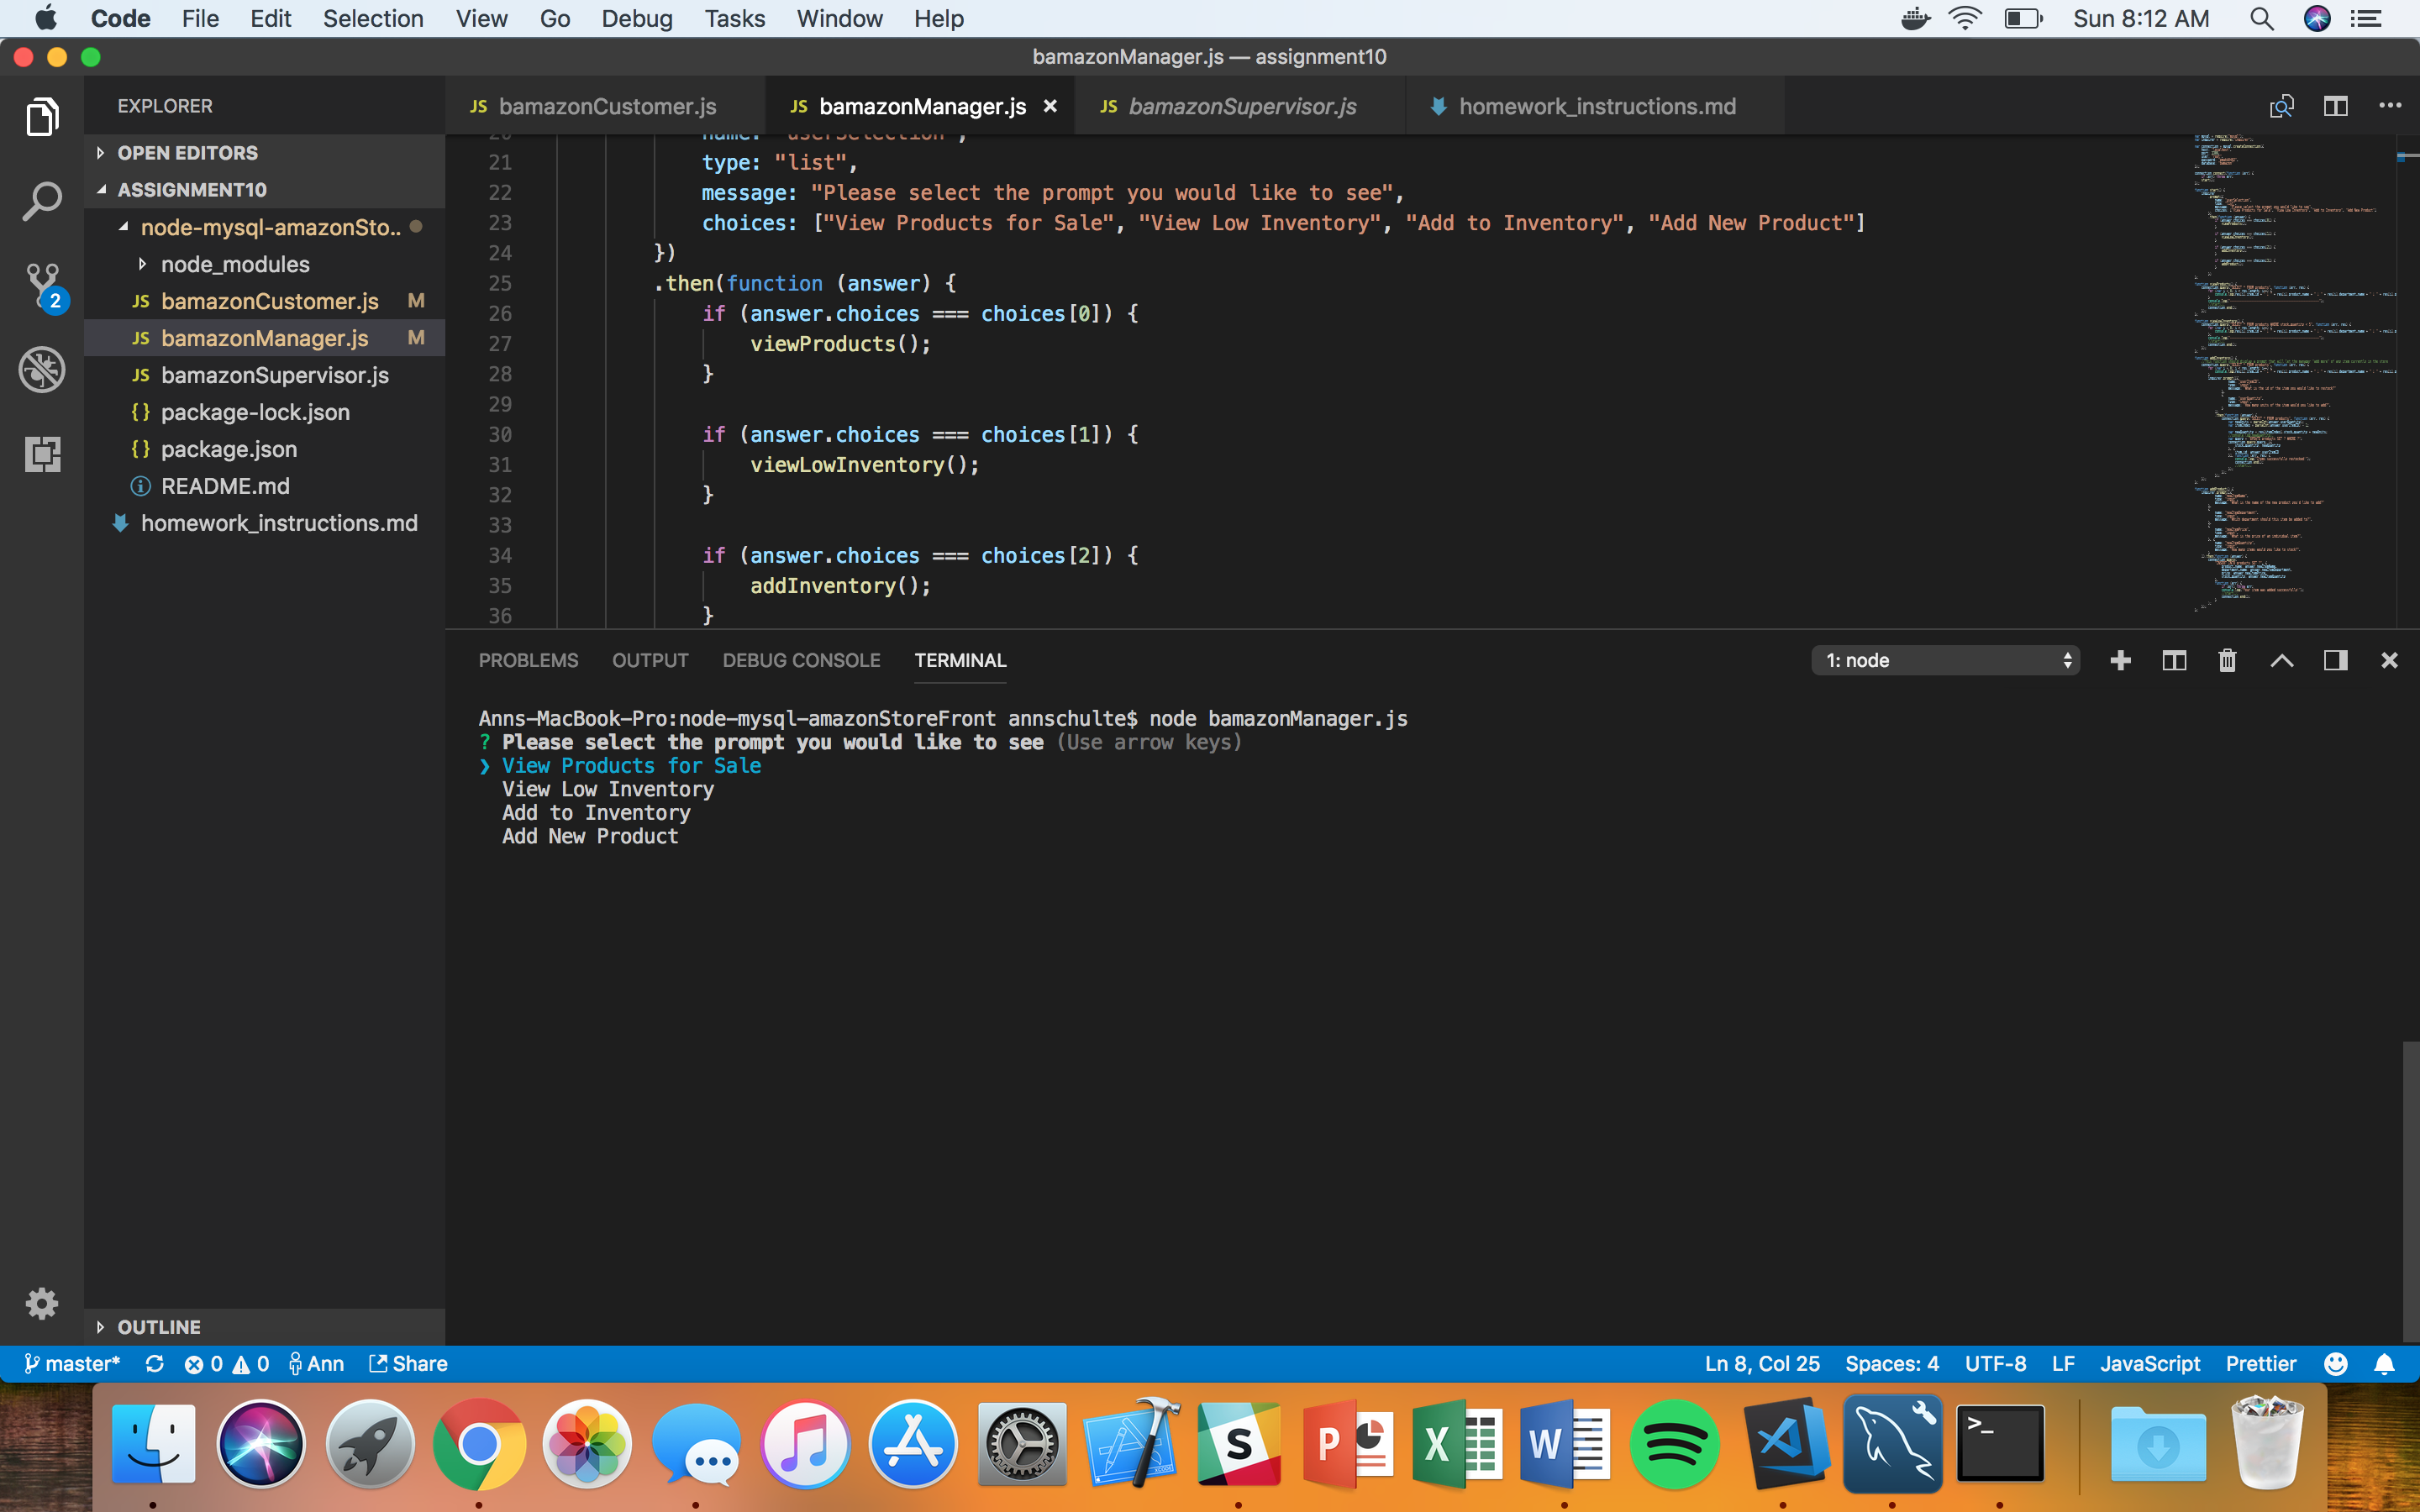 Code File Edit Selection View Go Debug Tasks Window Help Sun 8:12 AM
bamazonManager.js — assignment10
EXPLORER
OPEN EDITORS
ASSIGNMENT10
node-mysql-amazonSto..
node_modules
JS bamazonCustomer.js M
JS bamazonManager.js M
JS bamazonSupervisor.js
{} package-lock.json
{} package.json
README.md
homework_instructions.md
2
OUTLINE
JS bamazonCustomer.js JS bamazonManager.js × JS bamazonSupervisor.js homework_instructions.md
20 name: "userSelection",
21 type: "list",
22 message: "Please select the prompt you would like to see",
23 choices: ["View Products for Sale", "View Low Inventory", "Add to Inventory", "Add New Product"]
24 })
25 .then(function (answer) {
26 if (answer.choices === choices[0]) {
27 viewProducts();
28 }
29
30 if (answer.choices === choices[1]) {
31 viewLowInventory();
32 }
33
34 if (answer.choices === choices[2]) {
35 addInventory();
36 }
PROBLEMS OUTPUT DEBUG CONSOLE TERMINAL 1: node
Anns-MacBook-Pro:node-mysql-amazonStoreFront annschulte$ node bamazonManager.js
? Please select the prompt you would like to see (Use arrow keys)
❯ View Products for Sale
View Low Inventory
Add to Inventory
Add New Product
master* 0 0 Ann Share Ln 8, Col 25 Spaces: 4 UTF-8 LF JavaScript Prettier
S P X W >_